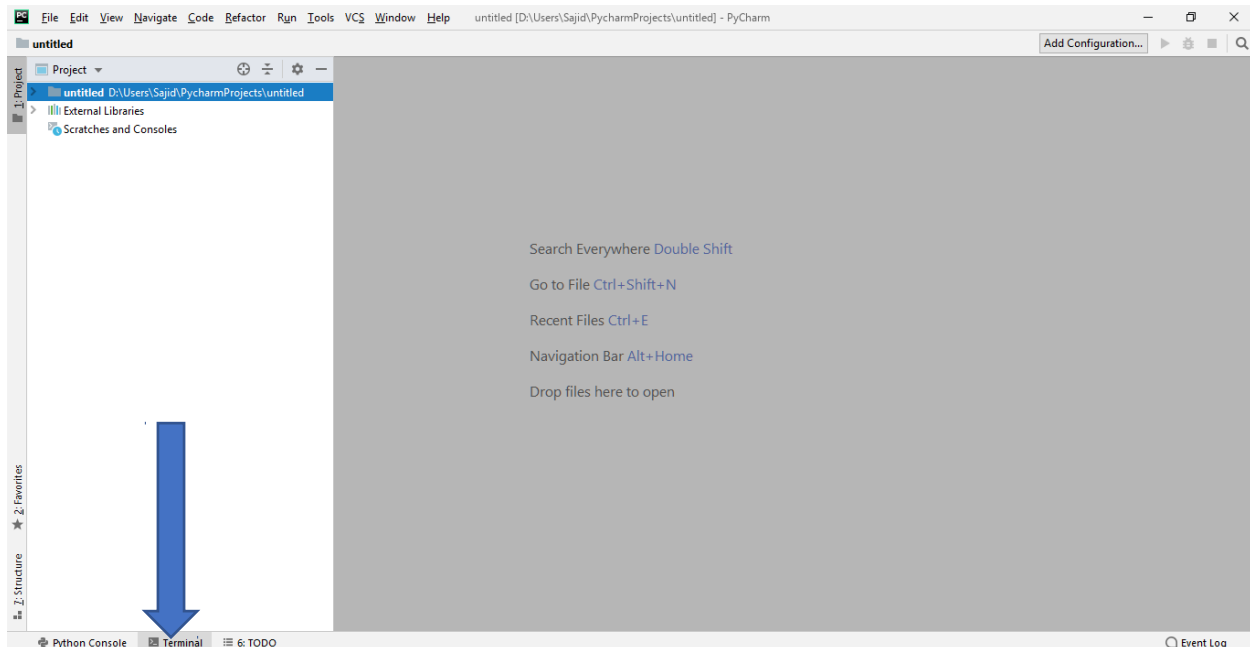 PC File Edit View Navigate Code Refactor Run Tools VCS Window Help untitled [D:\Users\Sajid\PycharmProjects\untitled] - PyCharm
untitled Add Configuration...
1: Project
Project
untitled D:\Users\Sajid\PycharmProjects\untitled
External Libraries
Scratches and Consoles
Search Everywhere Double Shift
Go to File Ctrl+Shift+N
Recent Files Ctrl+E
Navigation Bar Alt+Home
Drop files here to open
2: Favorites
7: Structure
Python Console Terminal 6: TODO Event Log